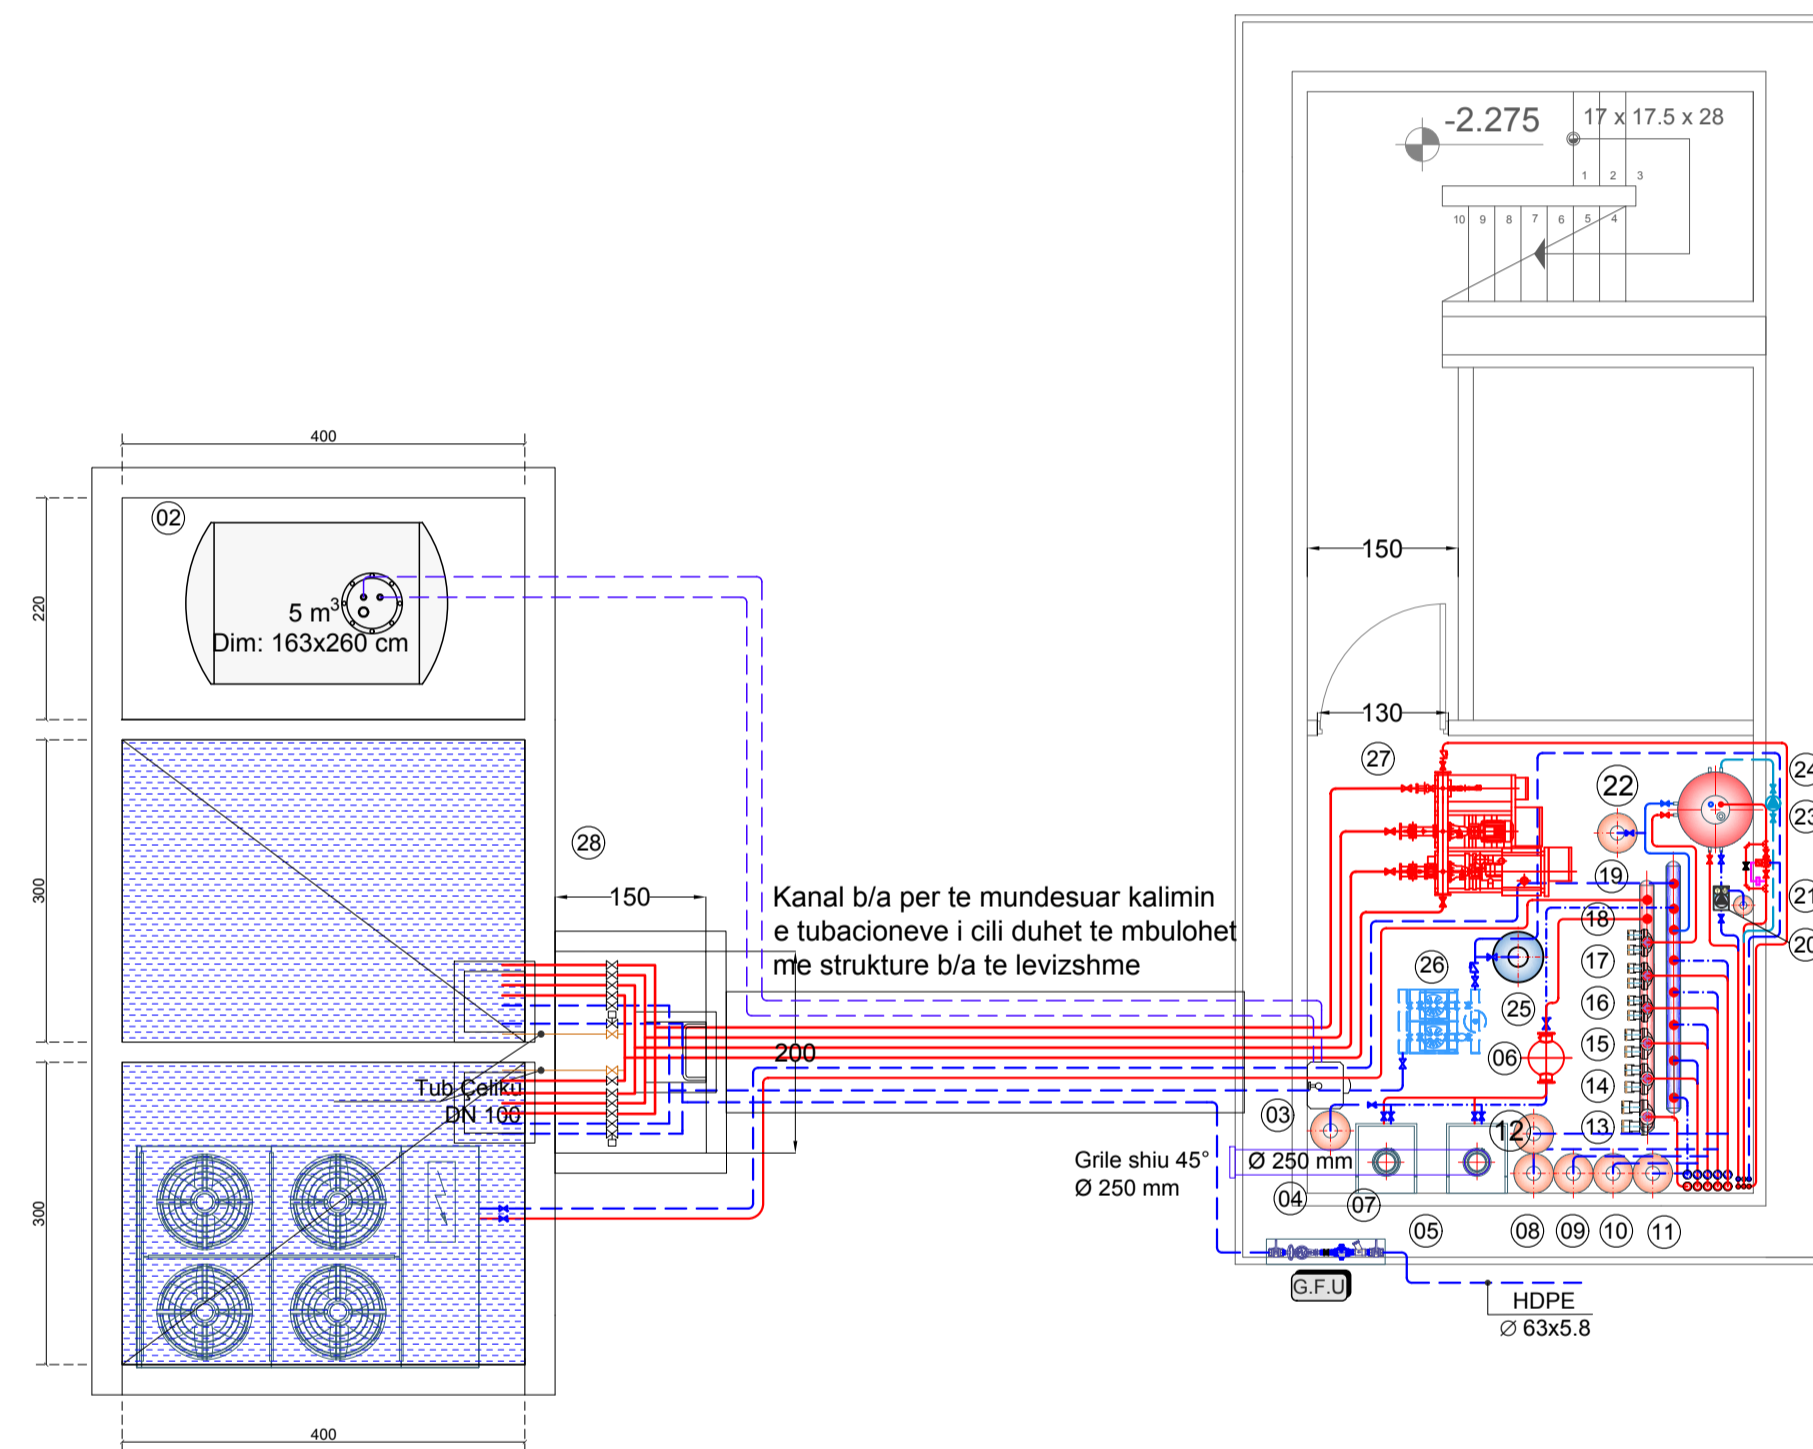 -2.275
17 x 17.5 x 28
1 2 3
10 9 8 7 6 5 4
400
02
220
5 m³
Dim: 163x260 cm
150
130
27
22
24
23
28
300
150
Kanal b/a per te mundesuar kalimin
e tubacioneve i cili duhet te mbulohet
me strukture b/a te levizshme
19
21
18
20
17
26
16
25
15
06
200
14
Tub Çeliku
DN 100
03
13
12
Grile shiu 45°
Ø 250 mm
Ø 250 mm
04
07
05
08
09
10
11
300
G.F.U
HDPE
Ø 63x5.8
400